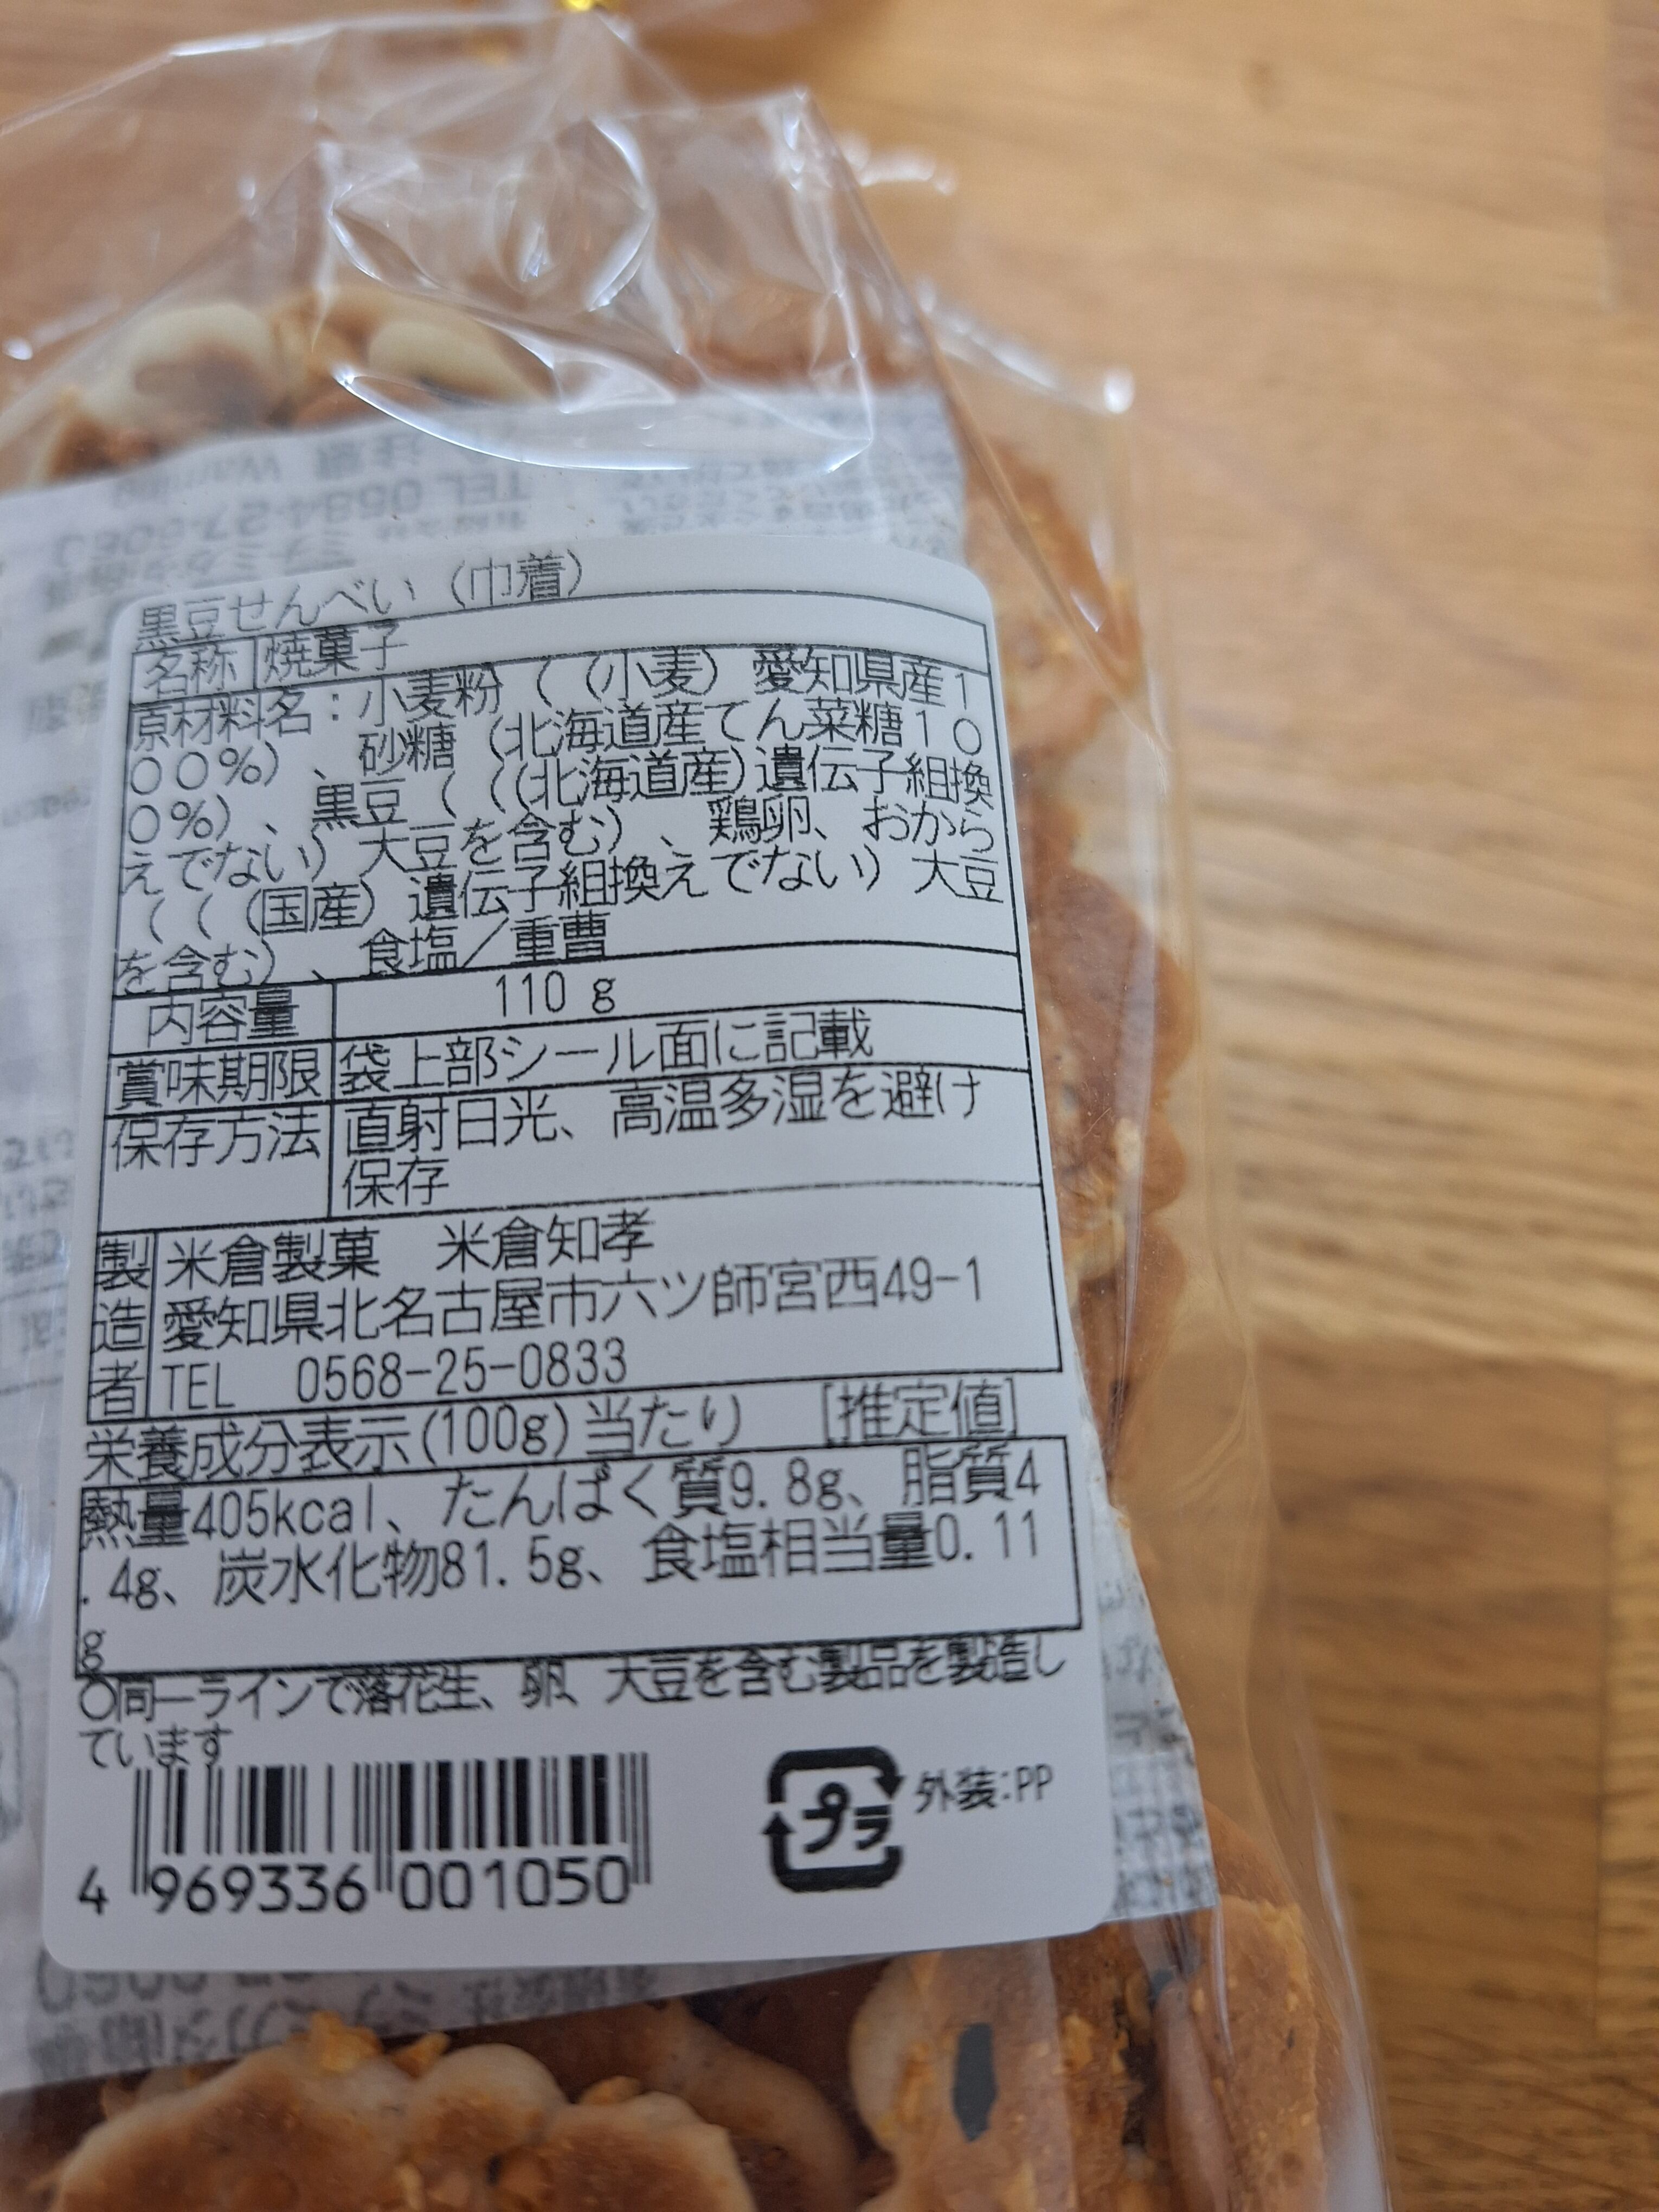 黒豆せんべい（巾着）
名称 焼菓子
原材料名：小麦粉（（小麦）愛知県産1
00％）、砂糖（北海道産てん菜糖10
0％）、黒豆（（（北海道産）遺伝子組換
えでない）大豆を含む）、鶏卵、おから
（（（国産）遺伝子組換えでない）大豆
を含む）、食塩／重曹
内容量 110 g
賞味期限 袋上部シール面に記載
保存方法 直射日光、高温多湿を避け
保存
製造者 米倉製菓　米倉知孝
愛知県北名古屋市六ツ師宮西49-1
TEL　0568-25-0833
栄養成分表示(100g)当たり　[推定値]
熱量405kcal、たんぱく質9.8g、脂質4
.4g、炭水化物81.5g、食塩相当量0.11
g
○同一ラインで落花生、卵、大豆を含む製品を製造し
ています
プラ 外装:PP
4 969336 001050